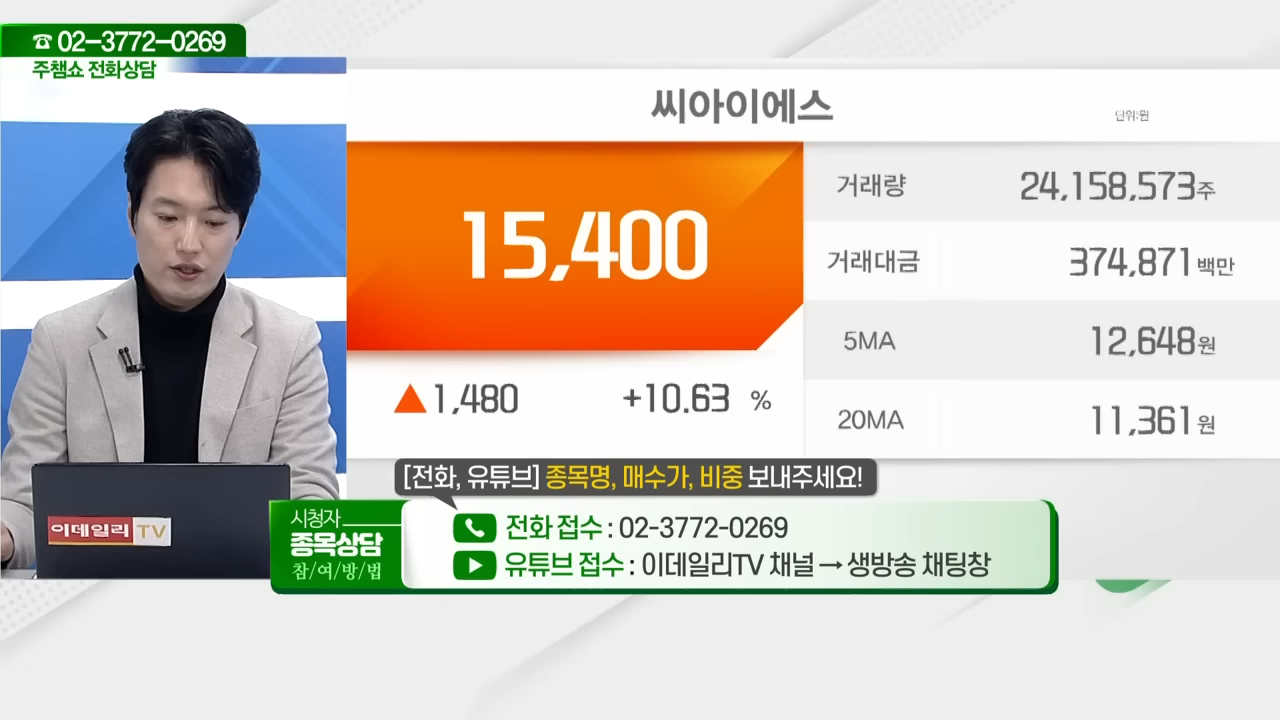 ☎ 02-3772-0269
주챔쇼 전화상담
씨아이에스
단위:원
15,400
▲ 1,480 +10.63 %
거래량 24,158,573주
거래대금 374,871백만
5MA 12,648원
20MA 11,361원
[전화, 유튜브] 종목명, 매수가, 비중 보내주세요!
시청자
종목상담
참/여/방/법
전화 접수 : 02-3772-0269
유튜브 접수 : 이데일리TV 채널 → 생방송 채팅창
이데일리 TV